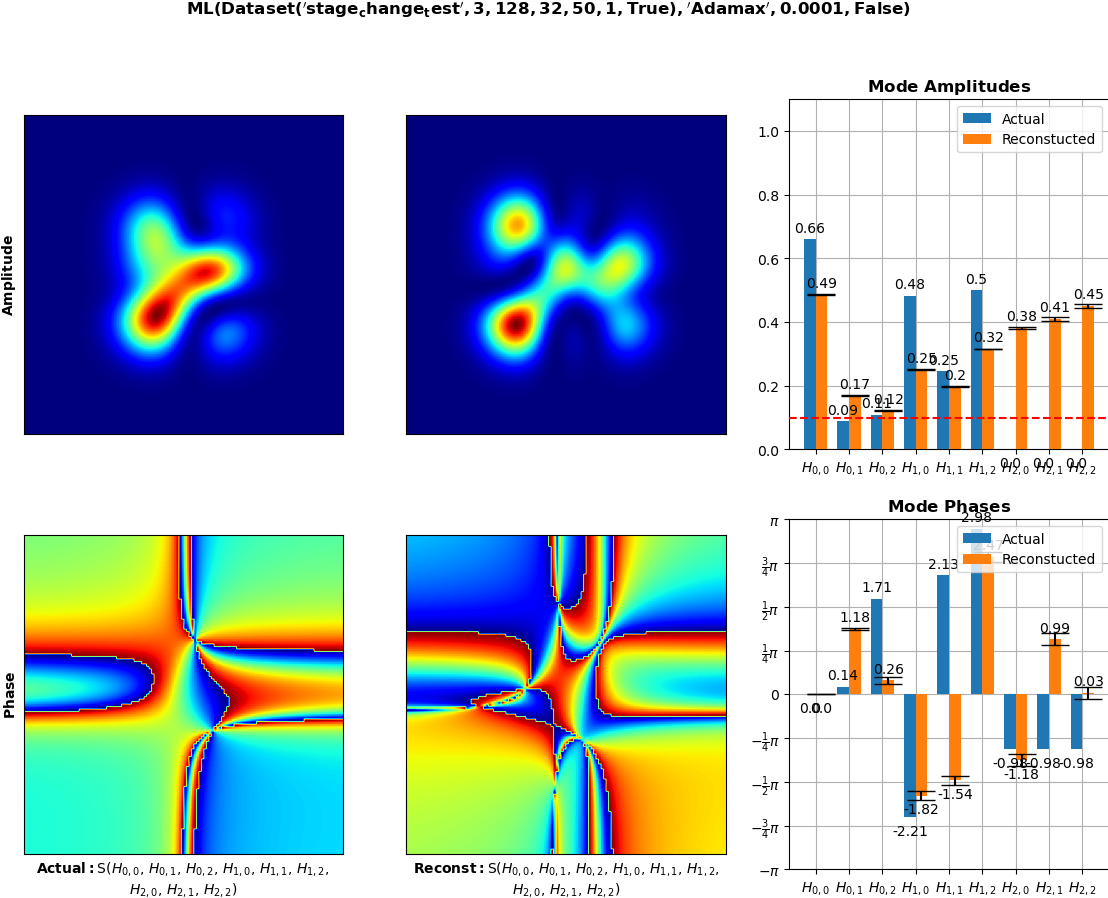 ML(Dataset('stage_change_test', 3, 128, 32, 50, 1, True), 'Adamax', 0.0001, False)
Amplitude
Mode Amplitudes
Actual
Reconstucted
1.0
0.8
0.6
0.4
0.2
0.0
0.66
0.49
0.09
0.17
0.11
0.12
0.48
0.25
0.25
0.2
0.5
0.32
0.0
0.38
0.0
0.41
0.0
0.45
H0,0 H0,1 H0,2 H1,0 H1,1 H1,2 H2,0 H2,1 H2,2
Phase
Mode Phases
Actual
Reconstucted
π
3/4π
1/2π
1/4π
0
−1/4π
−1/2π
−3/4π
−π
0.0
0.0
0.14
1.18
1.71
0.26
-2.21
-1.82
2.13
-1.54
2.98
-0.98
-1.18
-0.98
0.99
-0.98
0.03
H0,0 H0,1 H0,2 H1,0 H1,1 H1,2 H2,0 H2,1 H2,2
Actual: S(H0,0, H0,1, H0,2, H1,0, H1,1, H1,2,
H2,0, H2,1, H2,2)
Reconst: S(H0,0, H0,1, H0,2, H1,0, H1,1, H1,2,
H2,0, H2,1, H2,2)